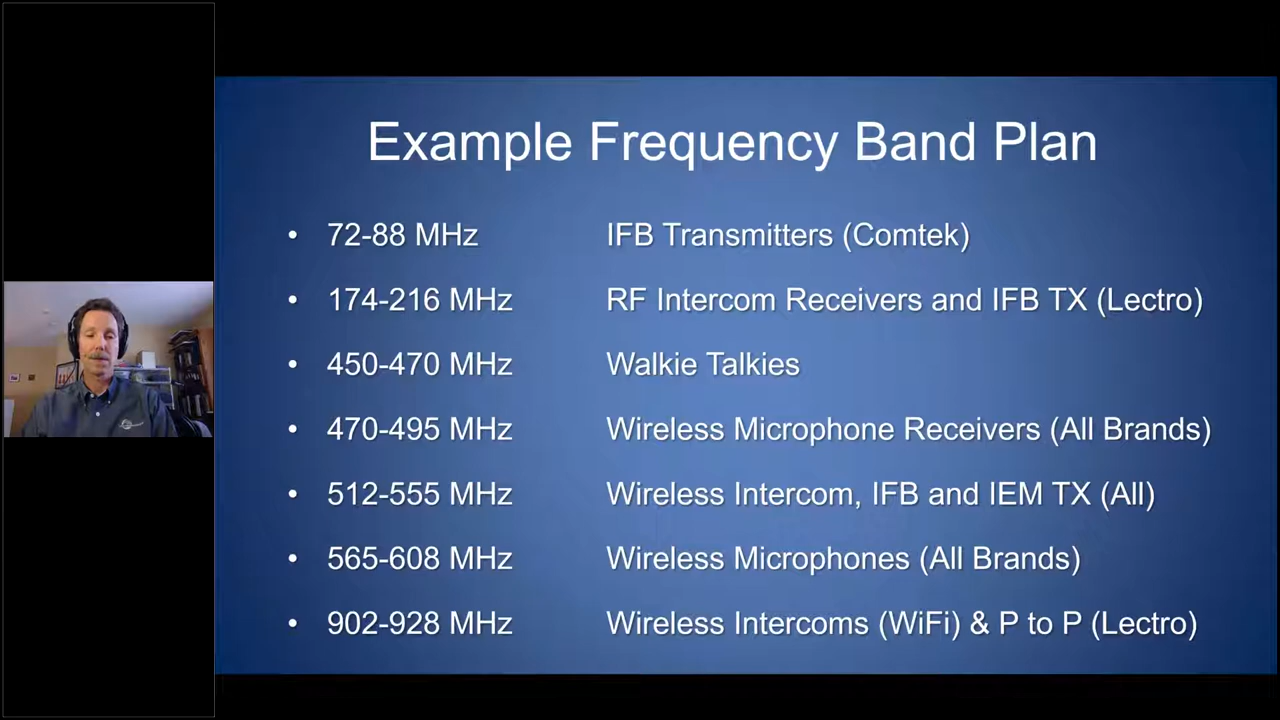 Example Frequency Band Plan
• 72-88 MHz IFB Transmitters (Comtek)
• 174-216 MHz RF Intercom Receivers and IFB TX (Lectro)
• 450-470 MHz Walkie Talkies
• 470-495 MHz Wireless Microphone Receivers (All Brands)
• 512-555 MHz Wireless Intercom, IFB and IEM TX (All)
• 565-608 MHz Wireless Microphones (All Brands)
• 902-928 MHz Wireless Intercoms (WiFi) & P to P (Lectro)